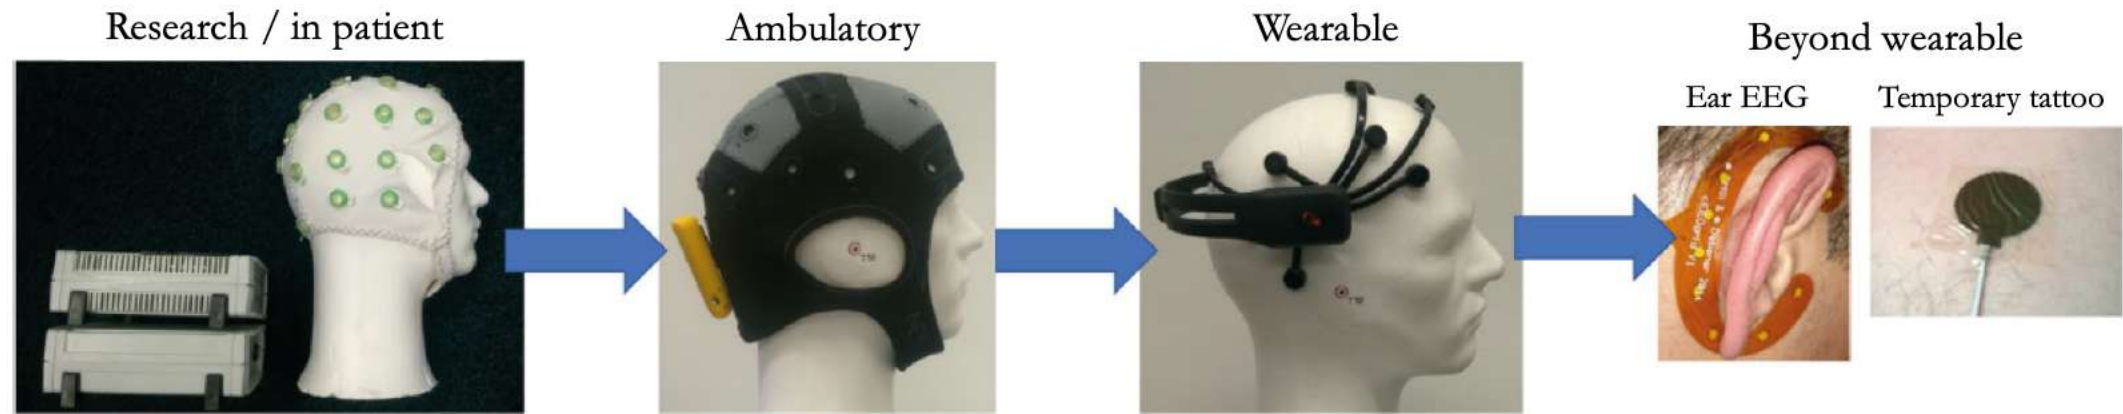 Research / in patient
Ambulatory
Wearable
Beyond wearable
Ear EEG
Temporary tattoo